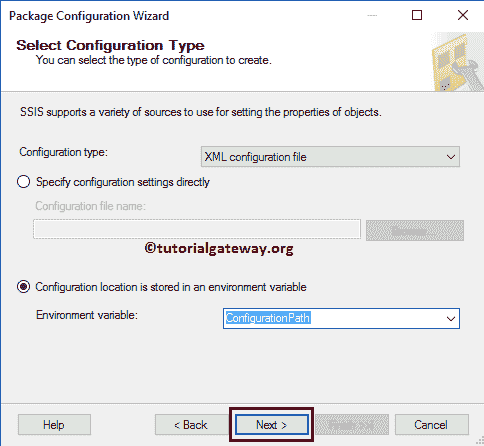 Package Configuration Wizard
Select Configuration Type
You can select the type of configuration to create.
SSIS supports a variety of sources to use for setting the properties of objects.
Configuration type:
XML configuration file
Specify configuration settings directly
Configuration file name:
©tutorialgateway.org
Configuration location is stored in an environment variable
Environment variable:
ConfigurationPath
Help
< Back
Next >
Cancel